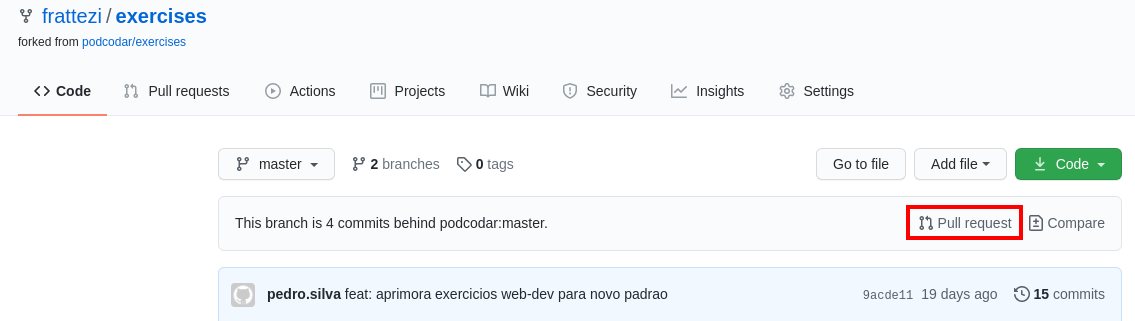 frattezi / exercises
forked from podcodar/exercises
Code Pull requests Actions Projects Wiki Security Insights Settings
master 2 branches 0 tags Go to file Add file Code
This branch is 4 commits behind podcodar:master. Pull request Compare
pedro.silva feat: aprimora exercicios web-dev para novo padrao 9acde11 19 days ago 15 commits